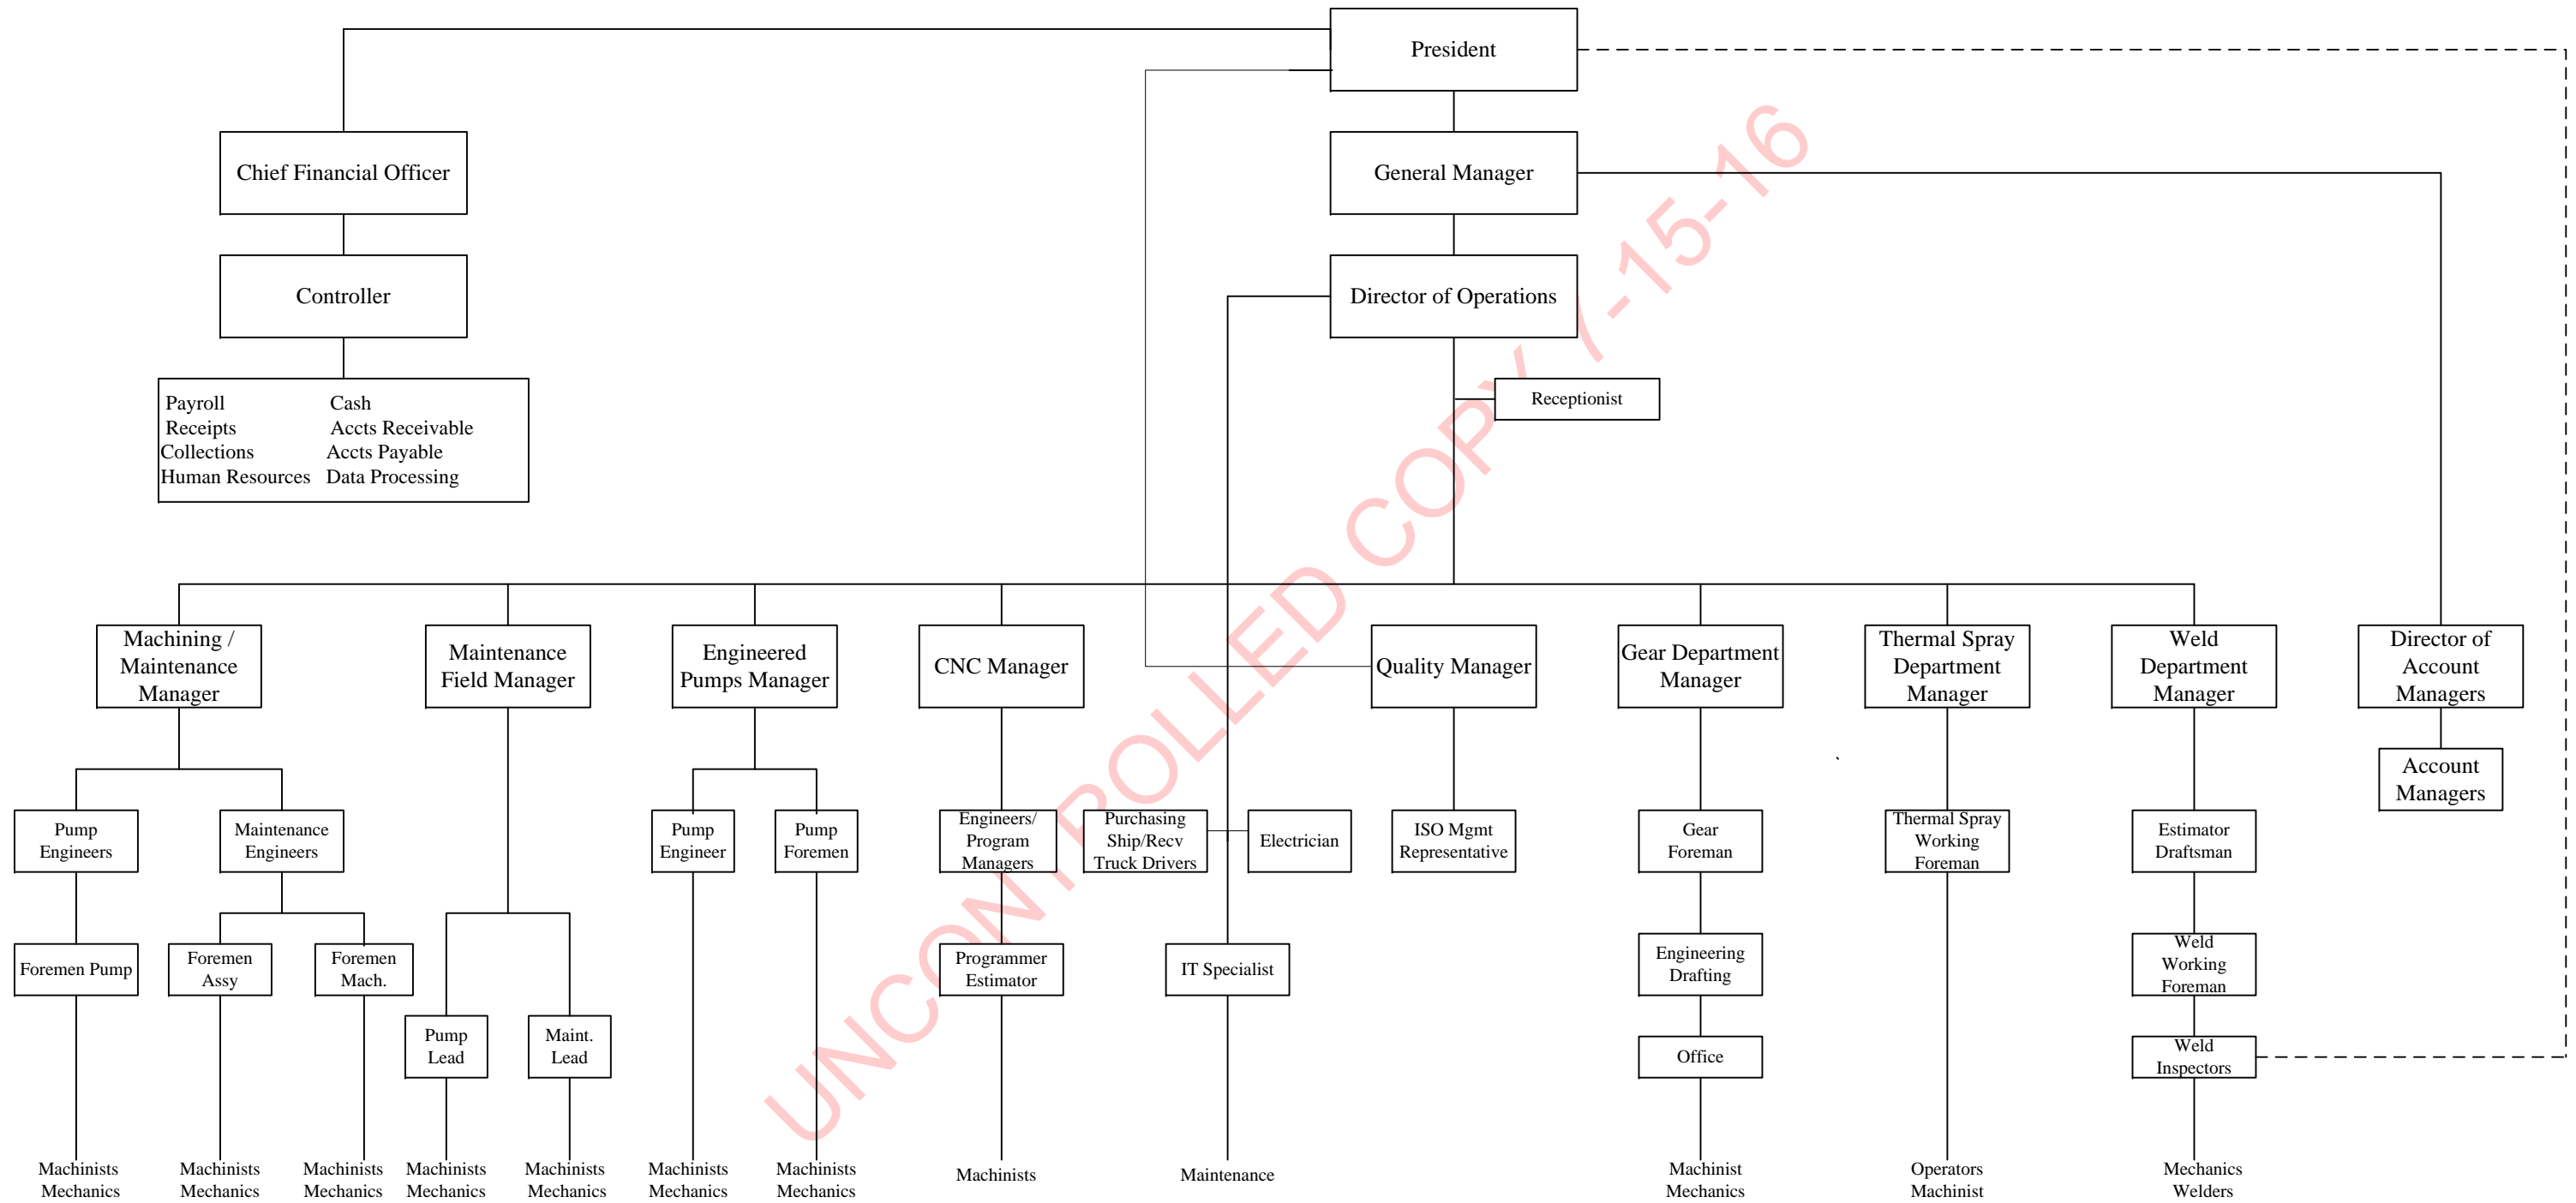 President
Chief Financial Officer
General Manager
Controller
Director of Operations
Payroll Cash
Receipts Accts Receivable
Collections Accts Payable
Human Resources Data Processing
Receptionist
Machining /
Maintenance
Manager
Maintenance
Field Manager
Engineered
Pumps Manager
CNC Manager
Quality Manager
Gear Department
Manager
Thermal Spray
Department
Manager
Weld
Department
Manager
Director of
Account
Managers
Account
Managers
Pump
Engineers
Maintenance
Engineers
Pump
Engineer
Pump
Foremen
Engineers/
Program
Managers
Purchasing
Ship/Recv
Truck Drivers
Electrician
ISO Mgmt
Representative
Gear
Foreman
Thermal Spray
Working
Foreman
Estimator
Draftsman
Foremen Pump
Foremen
Assy
Foremen
Mach.
Programmer
Estimator
IT Specialist
Engineering
Drafting
Weld
Working
Foreman
Pump
Lead
Maint.
Lead
Office
Weld
Inspectors
Machinists
Mechanics
Machinists
Mechanics
Machinists
Mechanics
Machinists
Mechanics
Machinists
Mechanics
Machinists
Mechanics
Machinists
Mechanics
Machinists
Maintenance
Machinist
Mechanics
Operators
Machinist
Mechanics
Welders
UNCONTROLLED COPY 7-15-16